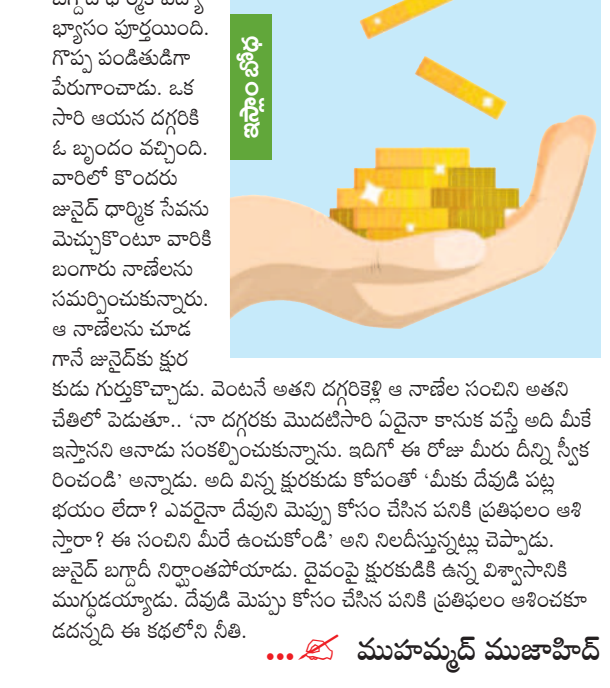 భ్యాసం పూర్తయింది.
గొప్ప పండితుడిగా
పేరుగాంచాడు. ఒక
సారి ఆయన దగ్గరికి
ఓ బృందం వచ్చింది.
వారిలో కొందరు
జునైద్ ధార్మిక సేవను
మెచ్చుకొంటూ వారికి
బంగారు నాణేలను
సమర్పించుకున్నారు.
ఆ నాణేలను చూడ
గానే జునైద్‌కు క్షుర
కుడు గుర్తుకొచ్చాడు. వెంటనే అతని దగ్గరికెళ్లి ఆ నాణేల సంచిని అతని
చేతిలో పెడుతూ.. ‘నా దగ్గరకు మొదటిసారి ఏదైనా కానుక వస్తే అది మీకే
ఇస్తానని ఆనాడు సంకల్పించుకున్నాను. ఇదిగో ఈ రోజు మీరు దీన్ని స్వీక
రించండి’ అన్నాడు. అది విన్న క్షురకుడు కోపంతో ‘మీకు దేవుడి పట్ల
భయం లేదా? ఎవరైనా దేవుని మెప్పు కోసం చేసిన పనికి ప్రతిఫలం ఆశి
స్తారా? ఈ సంచిని మీరే ఉంచుకోండి’ అని నిలదీస్తున్నట్లు చెప్పాడు.
జునైద్ బగ్దాదీ నిర్ఘాంతపోయాడు. దైవంపై క్షురకుడికి ఉన్న విశ్వాసానికి
ముగ్ధుడయ్యాడు. దేవుడి మెప్పు కోసం చేసిన పనికి ప్రతిఫలం ఆశించకూ
డదన్నది ఈ కథలోని నీతి.
... ముహమ్మద్ ముజాహిద్
ఇస్లాం బోధ